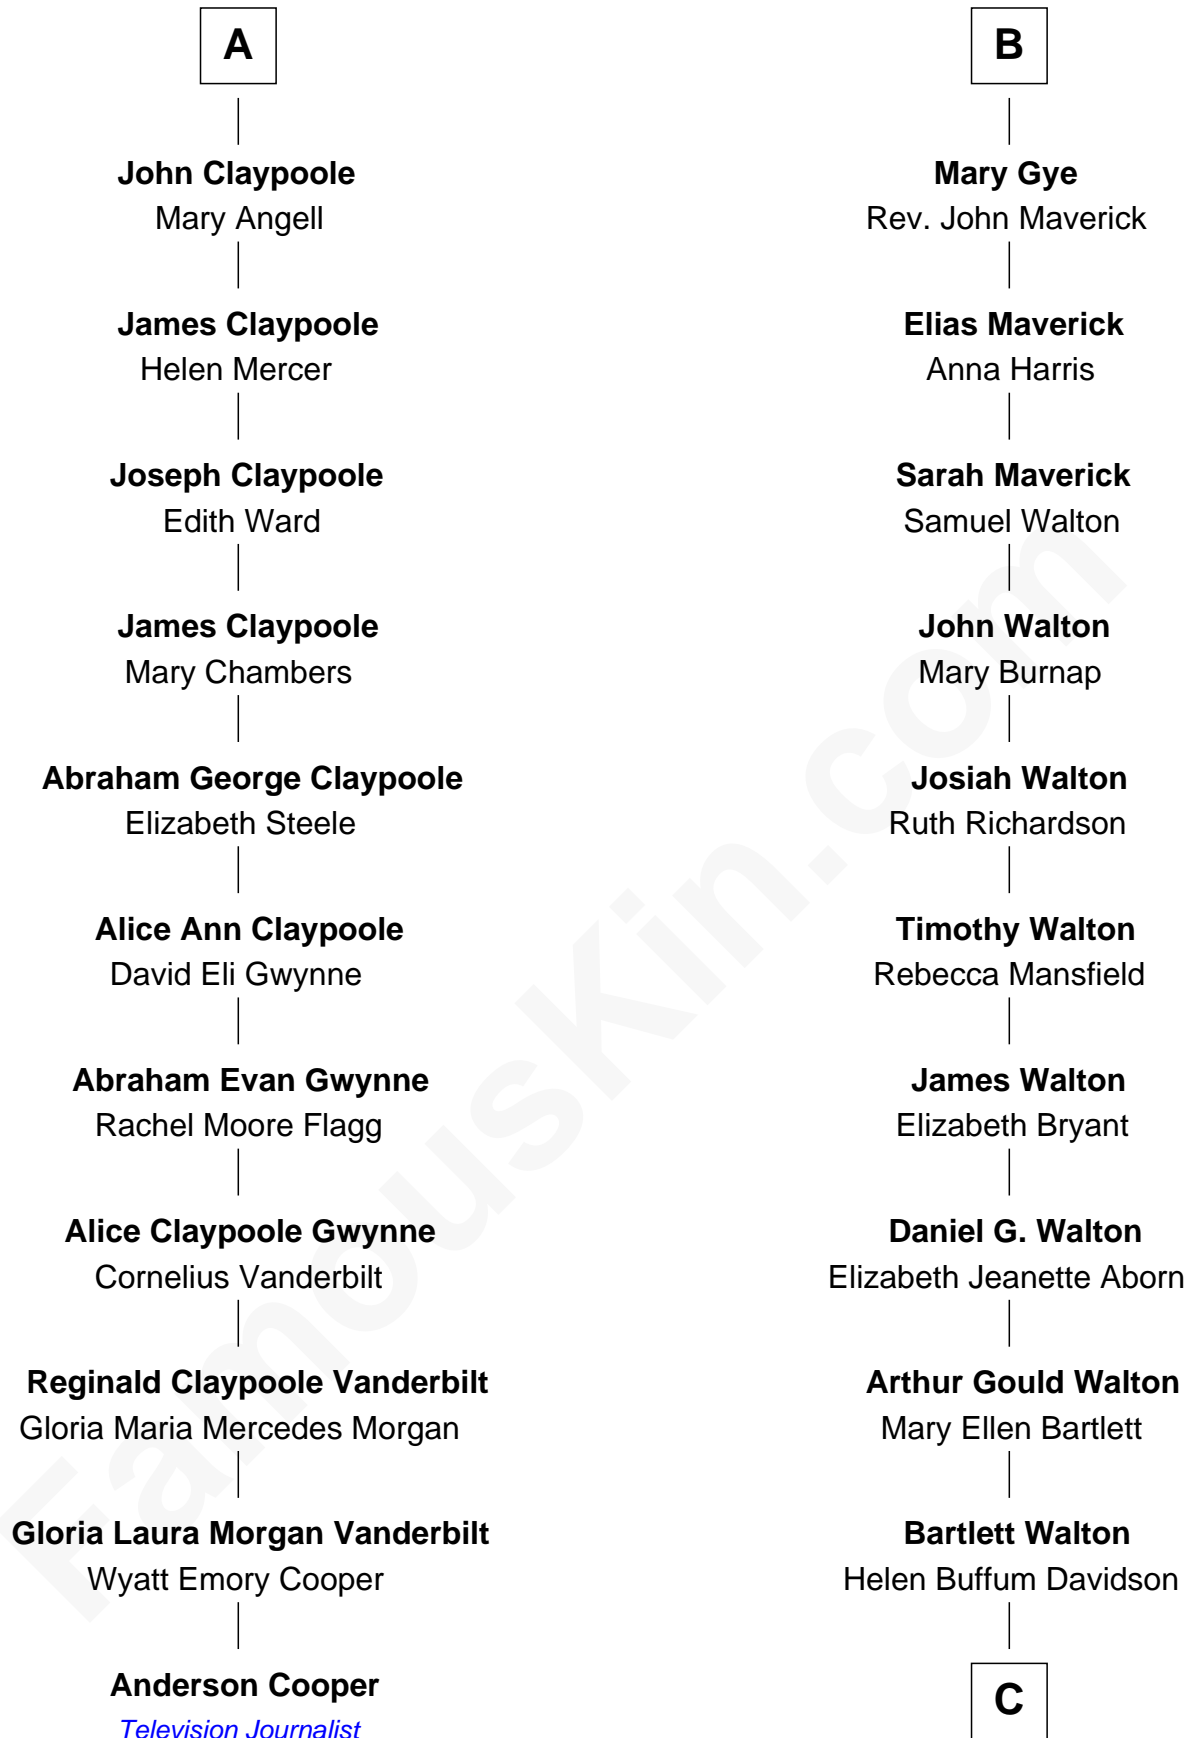 A
John Claypoole
Mary Angell
James Claypoole
Helen Mercer
Joseph Claypoole
Edith Ward
James Claypoole
Mary Chambers
Abraham George Claypoole
Elizabeth Steele
Alice Ann Claypoole
David Eli Gwynne
Abraham Evan Gwynne
Rachel Moore Flagg
Alice Claypoole Gwynne
Cornelius Vanderbilt
Reginald Claypoole Vanderbilt
Gloria Maria Mercedes Morgan
Gloria Laura Morgan Vanderbilt
Wyatt Emory Cooper
Anderson Cooper
Television Journalist
B
Mary Gye
Rev. John Maverick
Elias Maverick
Anna Harris
Sarah Maverick
Samuel Walton
John Walton
Mary Burnap
Josiah Walton
Ruth Richardson
Timothy Walton
Rebecca Mansfield
James Walton
Elizabeth Bryant
Daniel G. Walton
Elizabeth Jeanette Aborn
Arthur Gould Walton
Mary Ellen Bartlett
Bartlett Walton
Helen Buffum Davidson
C
FamousKin.com